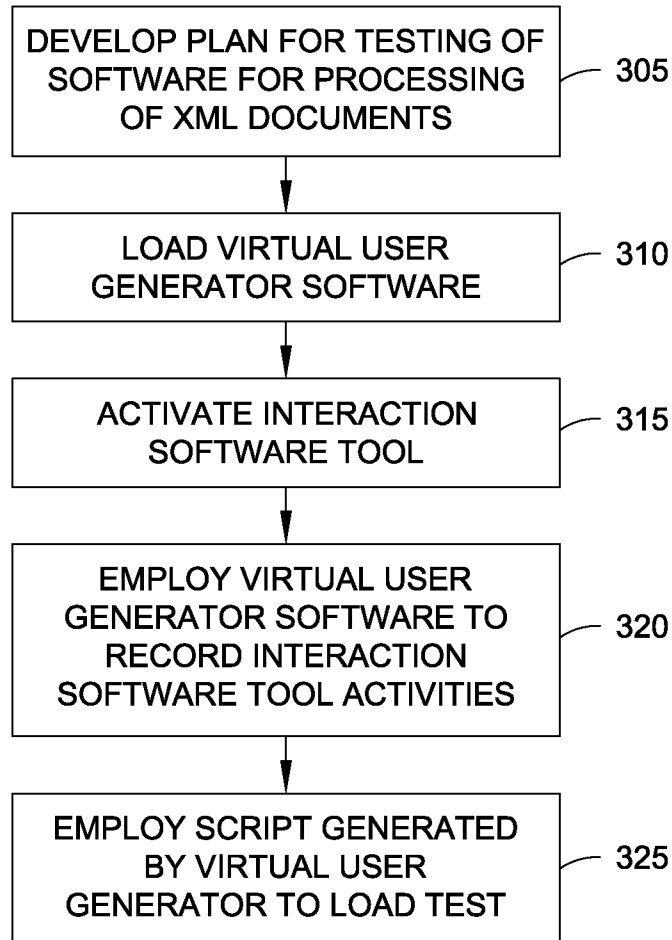 DEVELOP PLAN FOR TESTING OF
SOFTWARE FOR PROCESSING
OF XML DOCUMENTS
305
LOAD VIRTUAL USER
GENERATOR SOFTWARE
310
ACTIVATE INTERACTION
SOFTWARE TOOL
315
EMPLOY VIRTUAL USER
GENERATOR SOFTWARE TO
RECORD INTERACTION
SOFTWARE TOOL ACTIVITIES
320
EMPLOY SCRIPT GENERATED
BY VIRTUAL USER
GENERATOR TO LOAD TEST
325